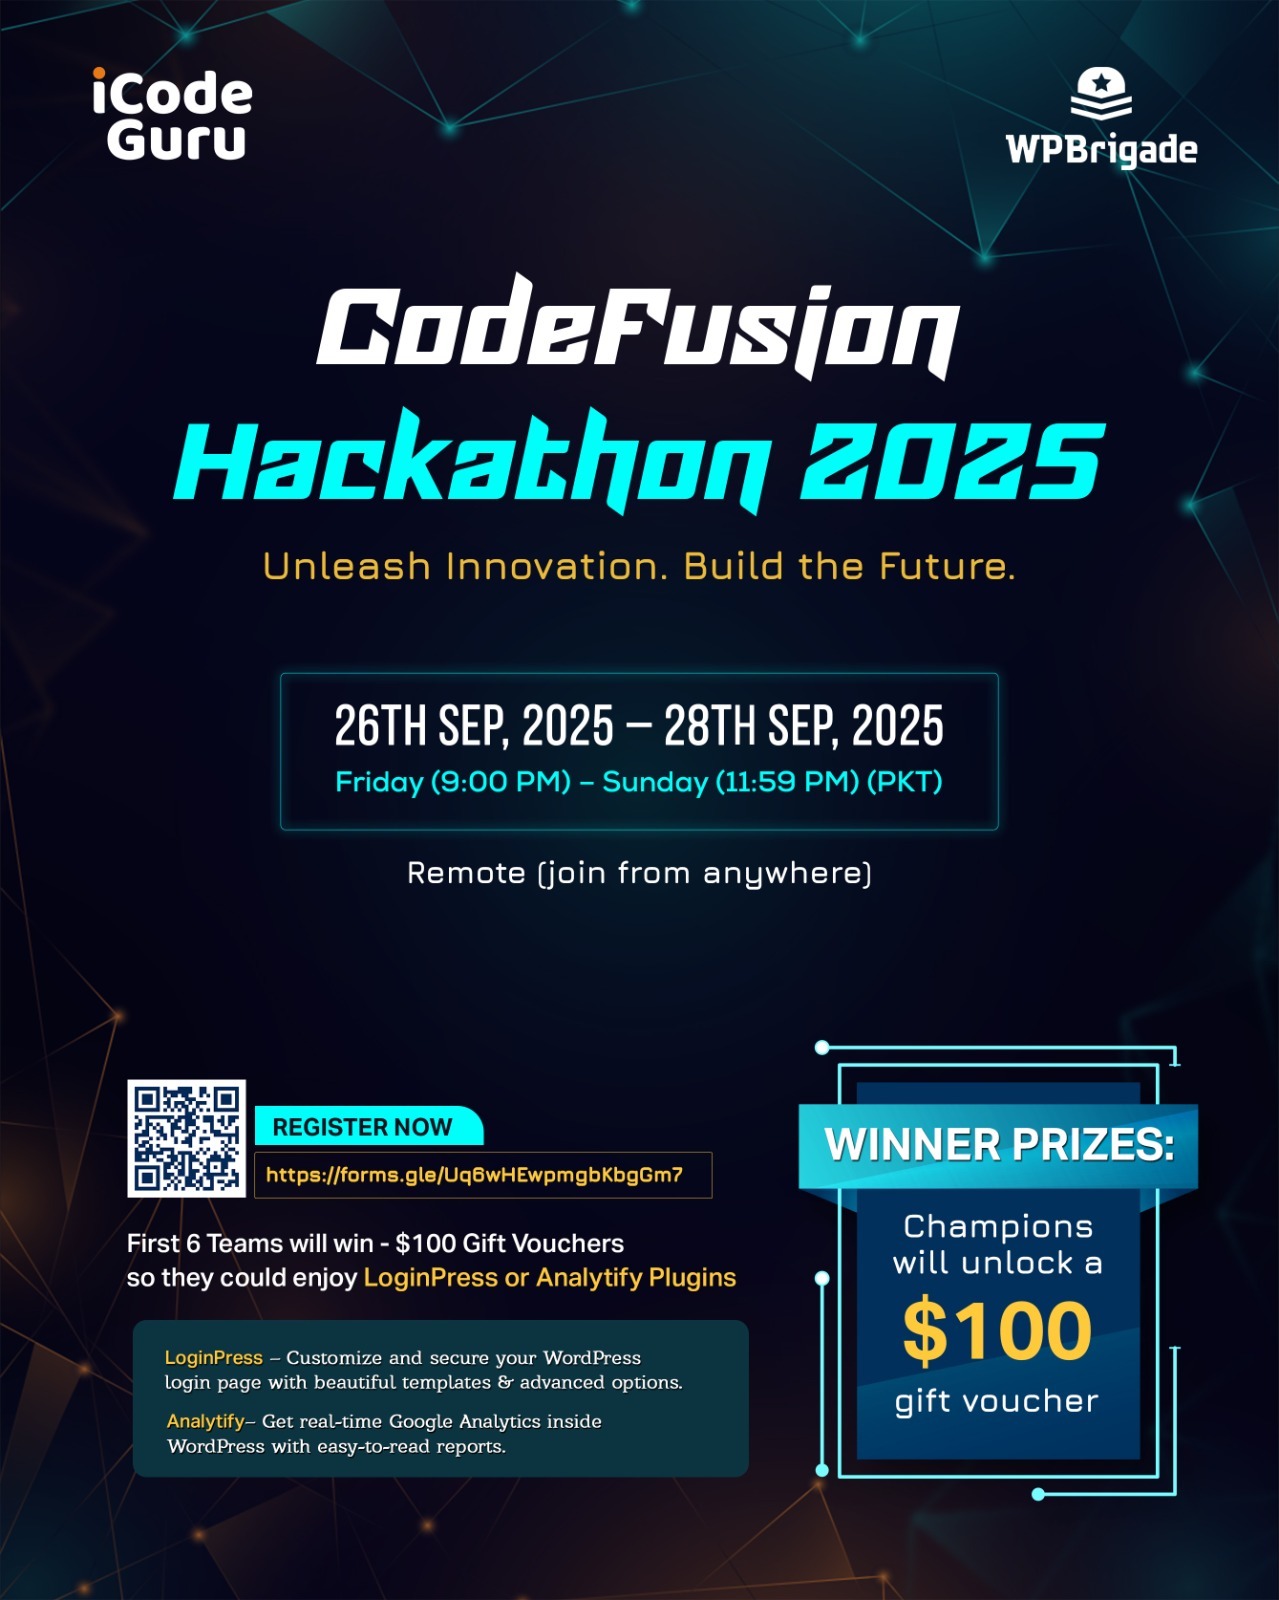 iCode
Guru
WPBrigade
CodeFusion
Hackathon 2025
Unleash Innovation. Build the Future.
26TH SEP, 2025 – 28TH SEP, 2025
Friday (9:00 PM) – Sunday (11:59 PM) (PKT)
Remote (join from anywhere)
REGISTER NOW
https://forms.gle/Uq6wHEwpmgbKbgGm7
First 6 Teams will win - $100 Gift Vouchers
so they could enjoy LoginPress or Analytify Plugins
LoginPress – Customize and secure your WordPress
login page with beautiful templates & advanced options.
Analytify– Get real-time Google Analytics inside
WordPress with easy-to-read reports.
WINNER PRIZES:
Champions
will unlock a
$100
gift voucher